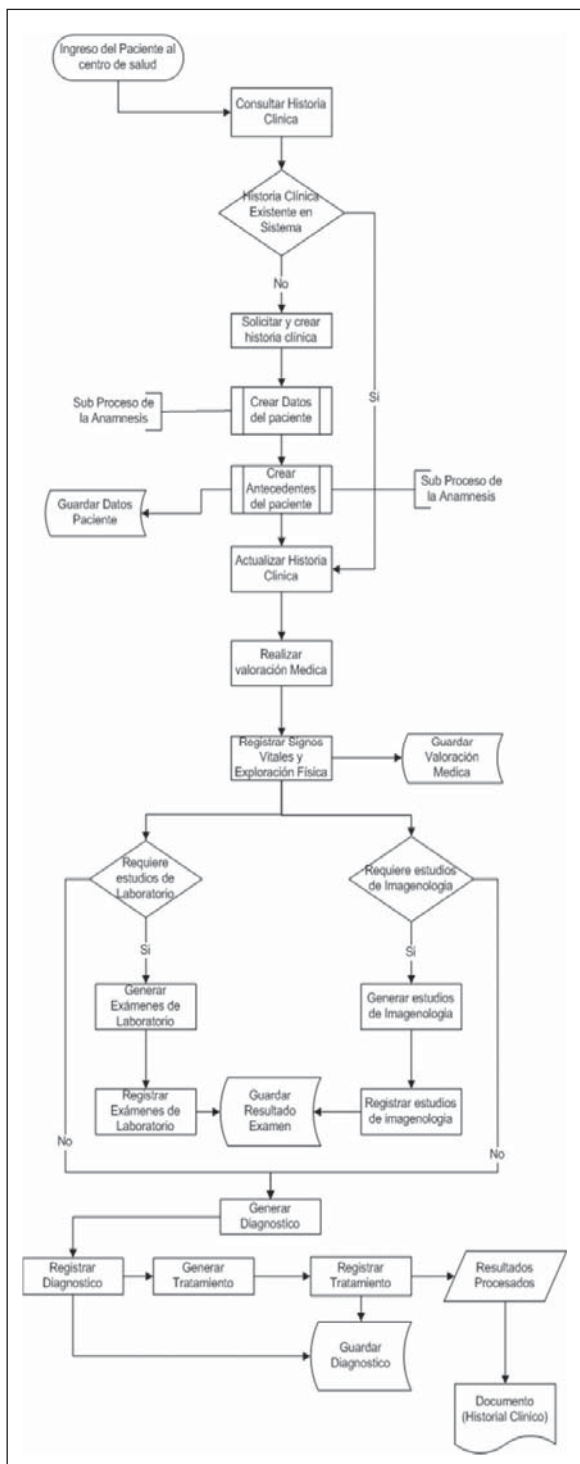 Ingreso del Paciente al
centro de salud
Consultar Historia
Clinica
Historia Clínica
Existente en
Sistema
No
Si
Solicitar y crear
historia clínica
Sub Proceso de
la Anamnesis
Crear Datos
del paciente
Crear
Antecedentes
del paciente
Sub Proceso de
la Anamnesis
Guardar Datos
Paciente
Actualizar Historia
Clinica
Realizar
valoración Medica
Registrar Signos
Vitales y
Exploración Física
Guardar
Valoración
Medica
Requiere
estudios de
Laboratorio
Requiere estudios
de Imagenologia
Si
Si
Generar
Exámenes de
Laboratorio
Generar estudios
de Imagenologia
Registrar
Exámenes de
Laboratorio
Guardar
Resultado
Examen
Registrar estudios
de imagenologia
No
No
Generar
Diagnostico
Registrar
Diagnostico
Generar
Tratamiento
Registrar
Tratamiento
Resultados
Procesados
Guardar
Diagnostico
Documento
(Historial Clinico)